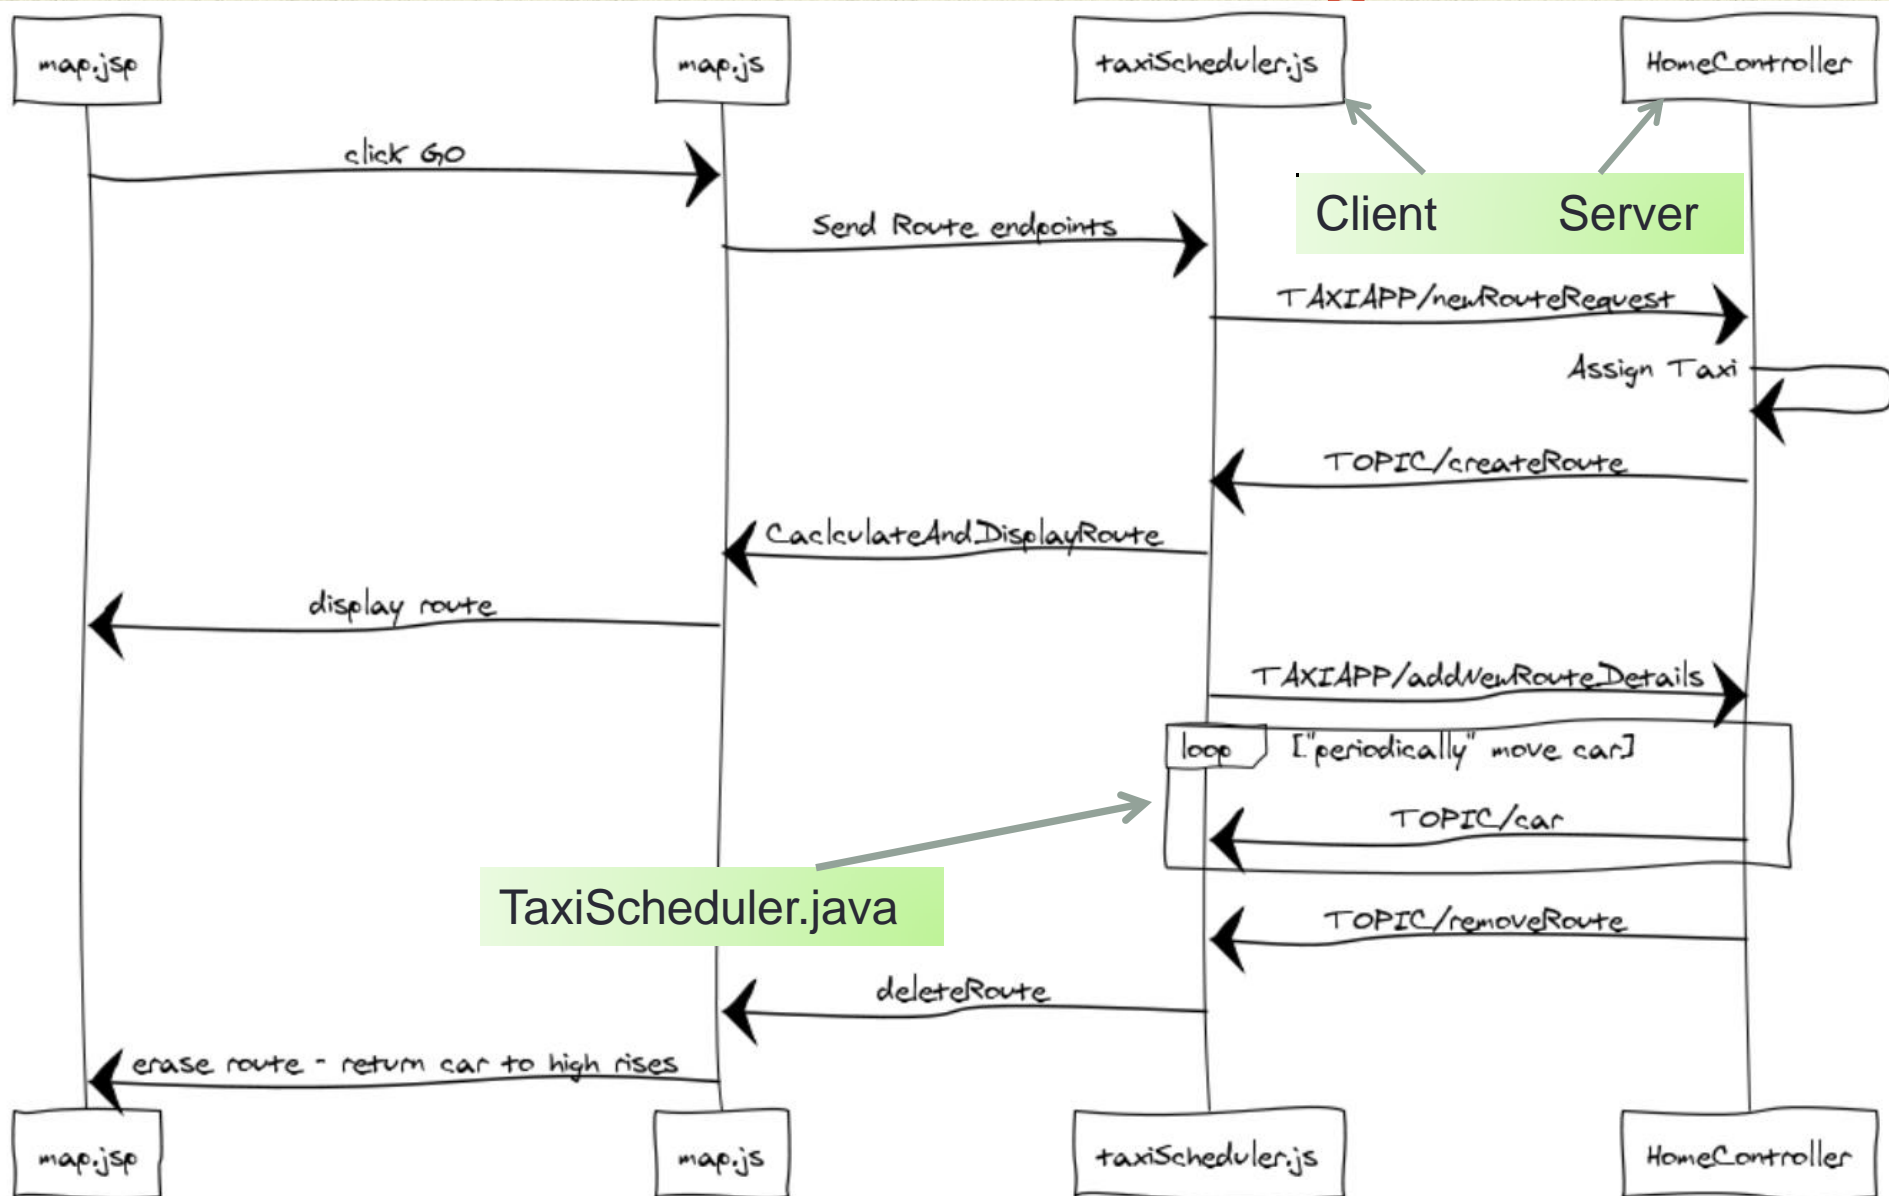 map.jsp
map.js
taxiScheduler.js
HomeController
click GO
Client Server
Send Route endpoints
TAXIAPP/newRouteRequest
Assign Taxi
TOPIC/createRoute
CaclculateAndDisplayRoute
display route
TAXIAPP/addNewRouteDetails
loop ["periodically" move car]
TOPIC/car
TaxiScheduler.java
TOPIC/removeRoute
deleteRoute
erase route - return car to high rises
map.jsp
map.js
taxiScheduler.js
HomeController